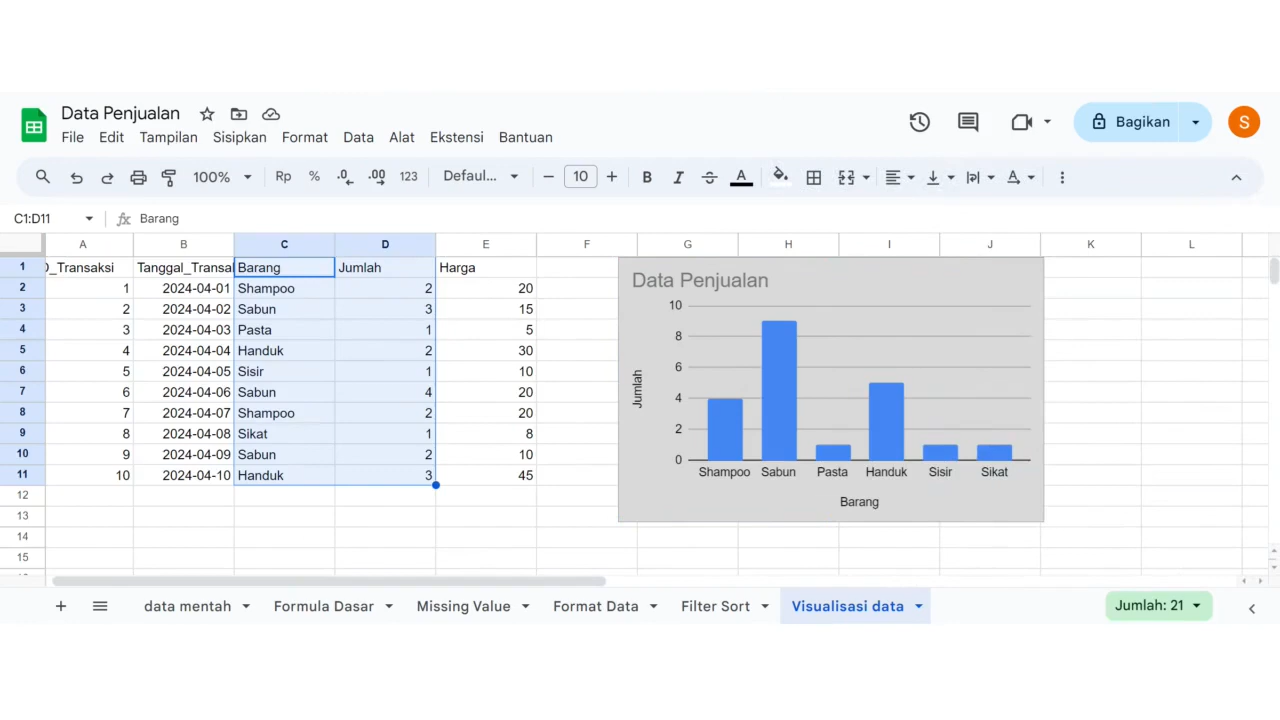 Data Penjualan
File Edit Tampilan Sisipkan Format Data Alat Ekstensi Bantuan
Bagikan
S
100% Rp % .0 .00 123 Defaul... 10 B I A A
C1:D11 fx Barang
A B C D E F G H I J K L
1 _Transaksi Tanggal_Transa Barang Jumlah Harga
2 1 2024-04-01 Shampoo 2 20
3 2 2024-04-02 Sabun 3 15
4 3 2024-04-03 Pasta 1 5
5 4 2024-04-04 Handuk 2 30
6 5 2024-04-05 Sisir 1 10
7 6 2024-04-06 Sabun 4 20
8 7 2024-04-07 Shampoo 2 20
9 8 2024-04-08 Sikat 1 8
10 9 2024-04-09 Sabun 2 10
11 10 2024-04-10 Handuk 3 45
12
13
14
15
Data Penjualan
10
8
6
4
2
0
Jumlah
Shampoo Sabun Pasta Handuk Sisir Sikat
Barang
data mentah Formula Dasar Missing Value Format Data Filter Sort Visualisasi data Jumlah: 21